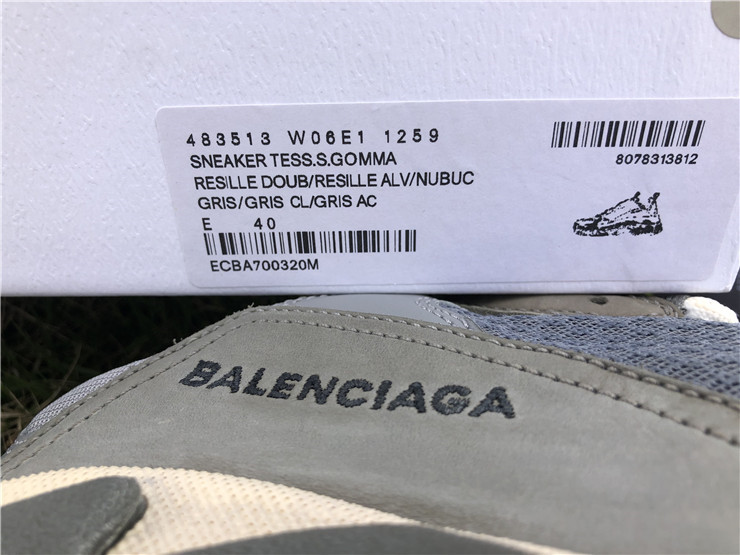 483513 W06E1 1259
SNEAKER TESS.S.GOMMA
RESILLE DOUB/RESILLE ALV/NUBUC
GRIS/GRIS CL/GRIS AC
E 40
ECBA700320M
8078313812
BALENCIAGA